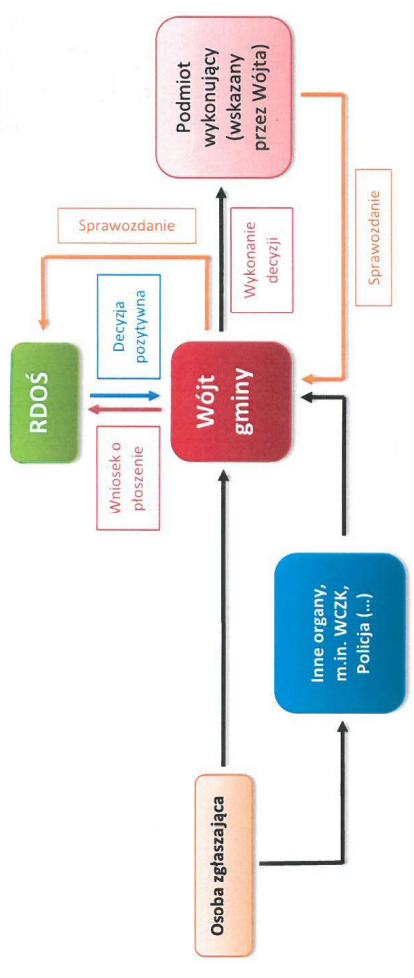 Osoba zgłaszająca
Inne organy,
m.in. WCZK,
Policja (...)
RDOŚ
Wniosek o
płoszenie
Decyzja
pozytywna
Sprawozdanie
Wójt
gminy
Wykonanie
decyzji
Podmiot
wykonujący
(wskazany
przez Wójta)
Sprawozdanie